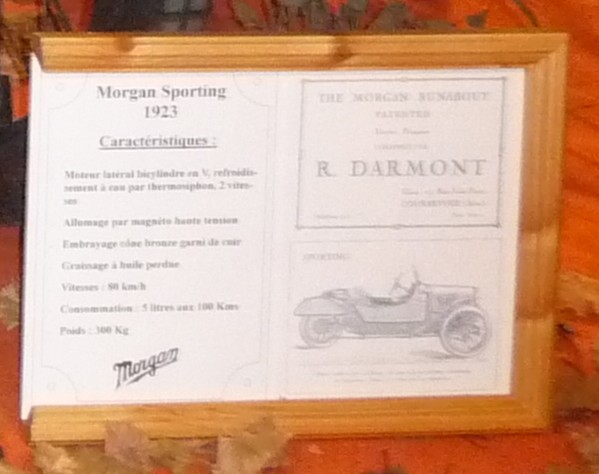 Morgan Sporting
1923
Caractéristiques :
Moteur latéral bicylindre en V, refroidis-
sement à eau par thermosiphon, 2 vites-
ses
Allumage par magnéto haute tension
Embrayage cône bronze garni de cuir
Graissage à huile perdue
Vitesses : 80 km/h
Consommation : 5 litres aux 100 Kms
Poids : 300 Kg
Morgan
THE MORGAN RUNABOUT
PATENTED
R. DARMONT
COURBEVOIE (Seine)
SPORTING